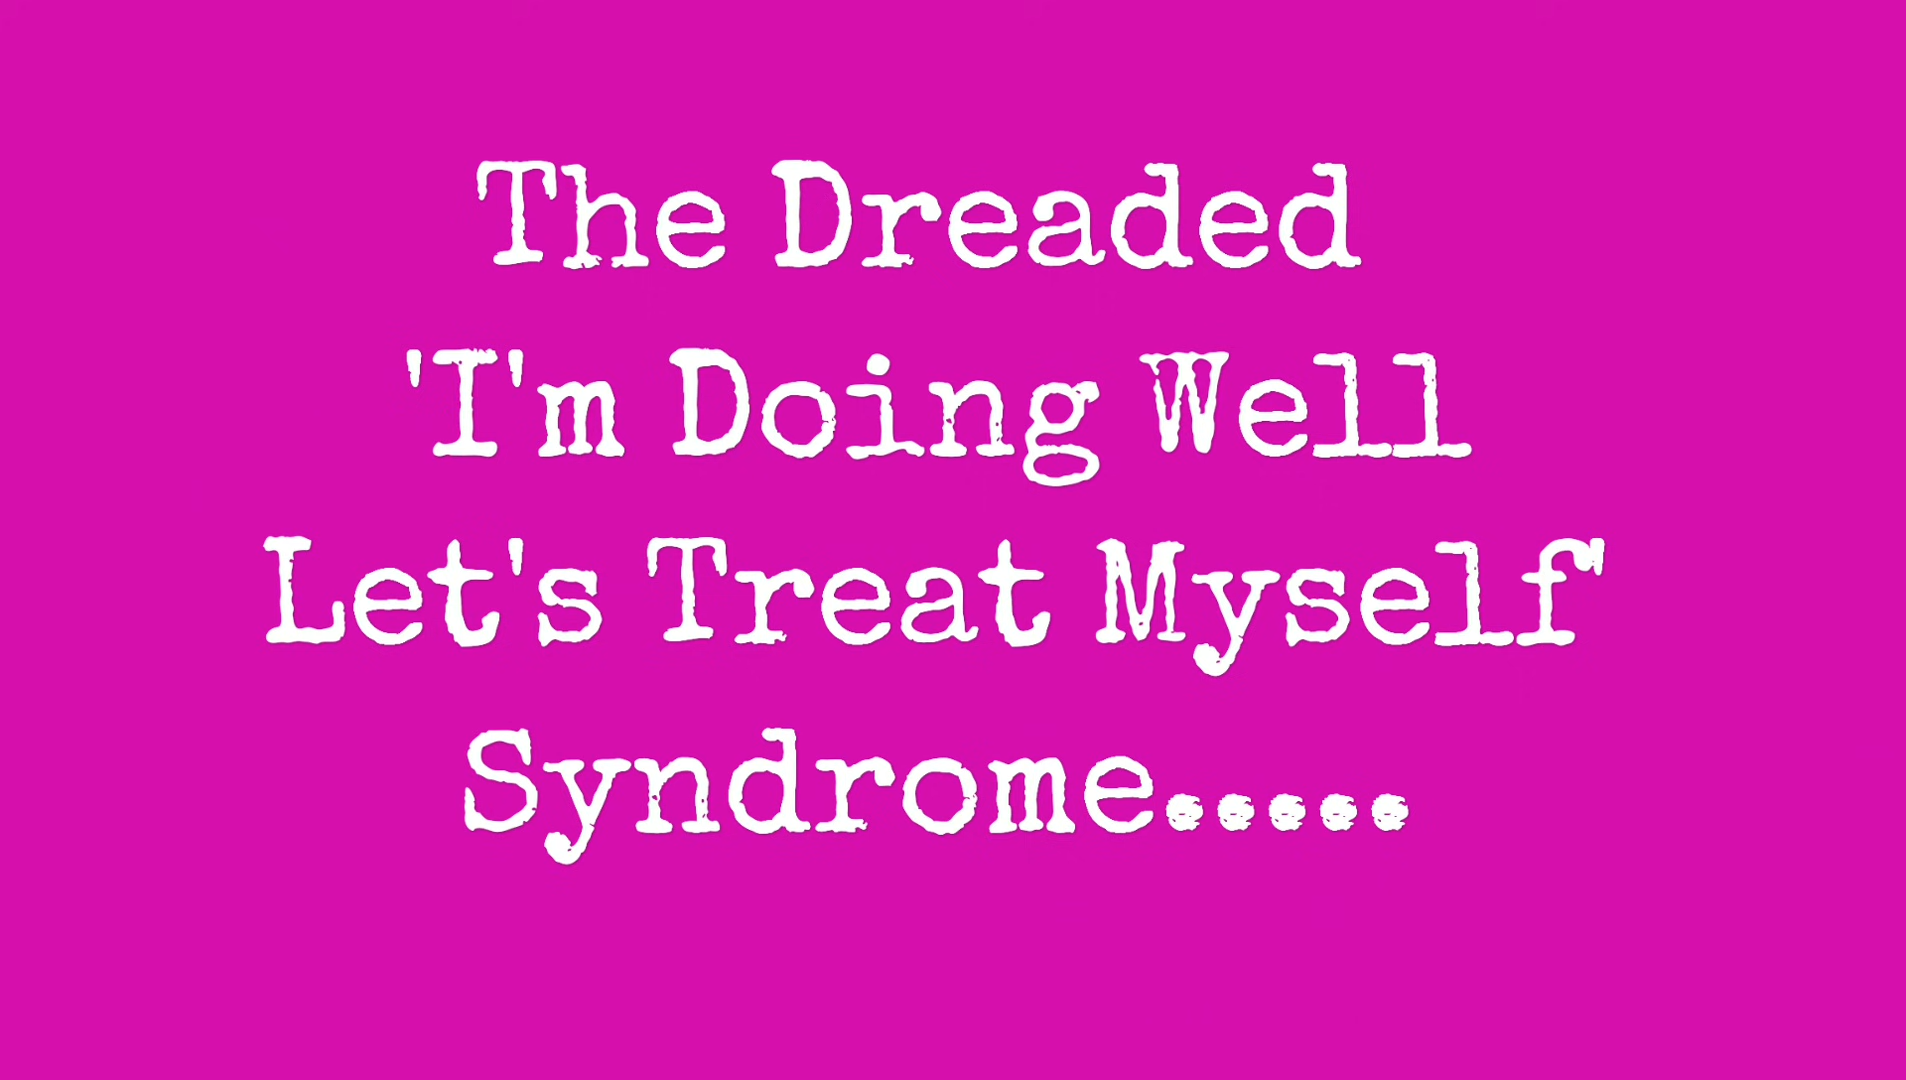 The Dreaded
'I'm Doing Well
Let's Treat Myself'
Syndrome.....